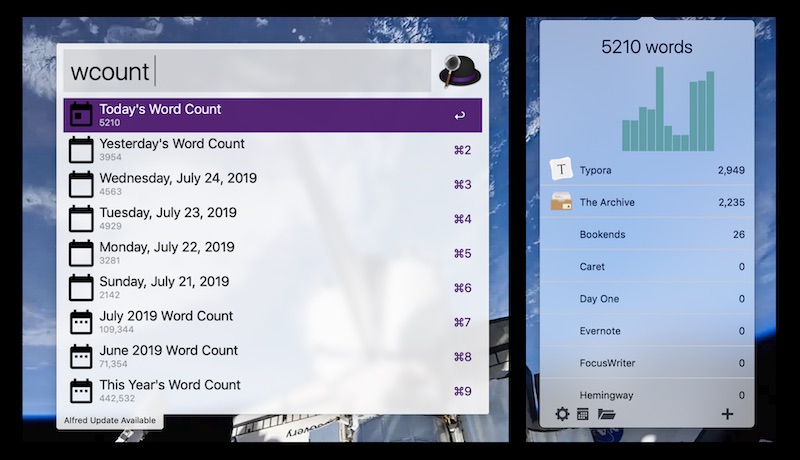 wcount
Today's Word Count
5210
↩
Yesterday's Word Count
3954
⌘2
Wednesday, July 24, 2019
4563
⌘3
Tuesday, July 23, 2019
4929
⌘4
Monday, July 22, 2019
3281
⌘5
Sunday, July 21, 2019
2142
⌘6
July 2019 Word Count
109,344
⌘7
June 2019 Word Count
71,354
⌘8
This Year's Word Count
442,532
⌘9
Alfred Update Available
overy
5210 words
T Typora 2,949
The Archive 2,235
Bookends 26
Caret 0
Day One 0
Evernote 0
FocusWriter 0
Hemingway 0